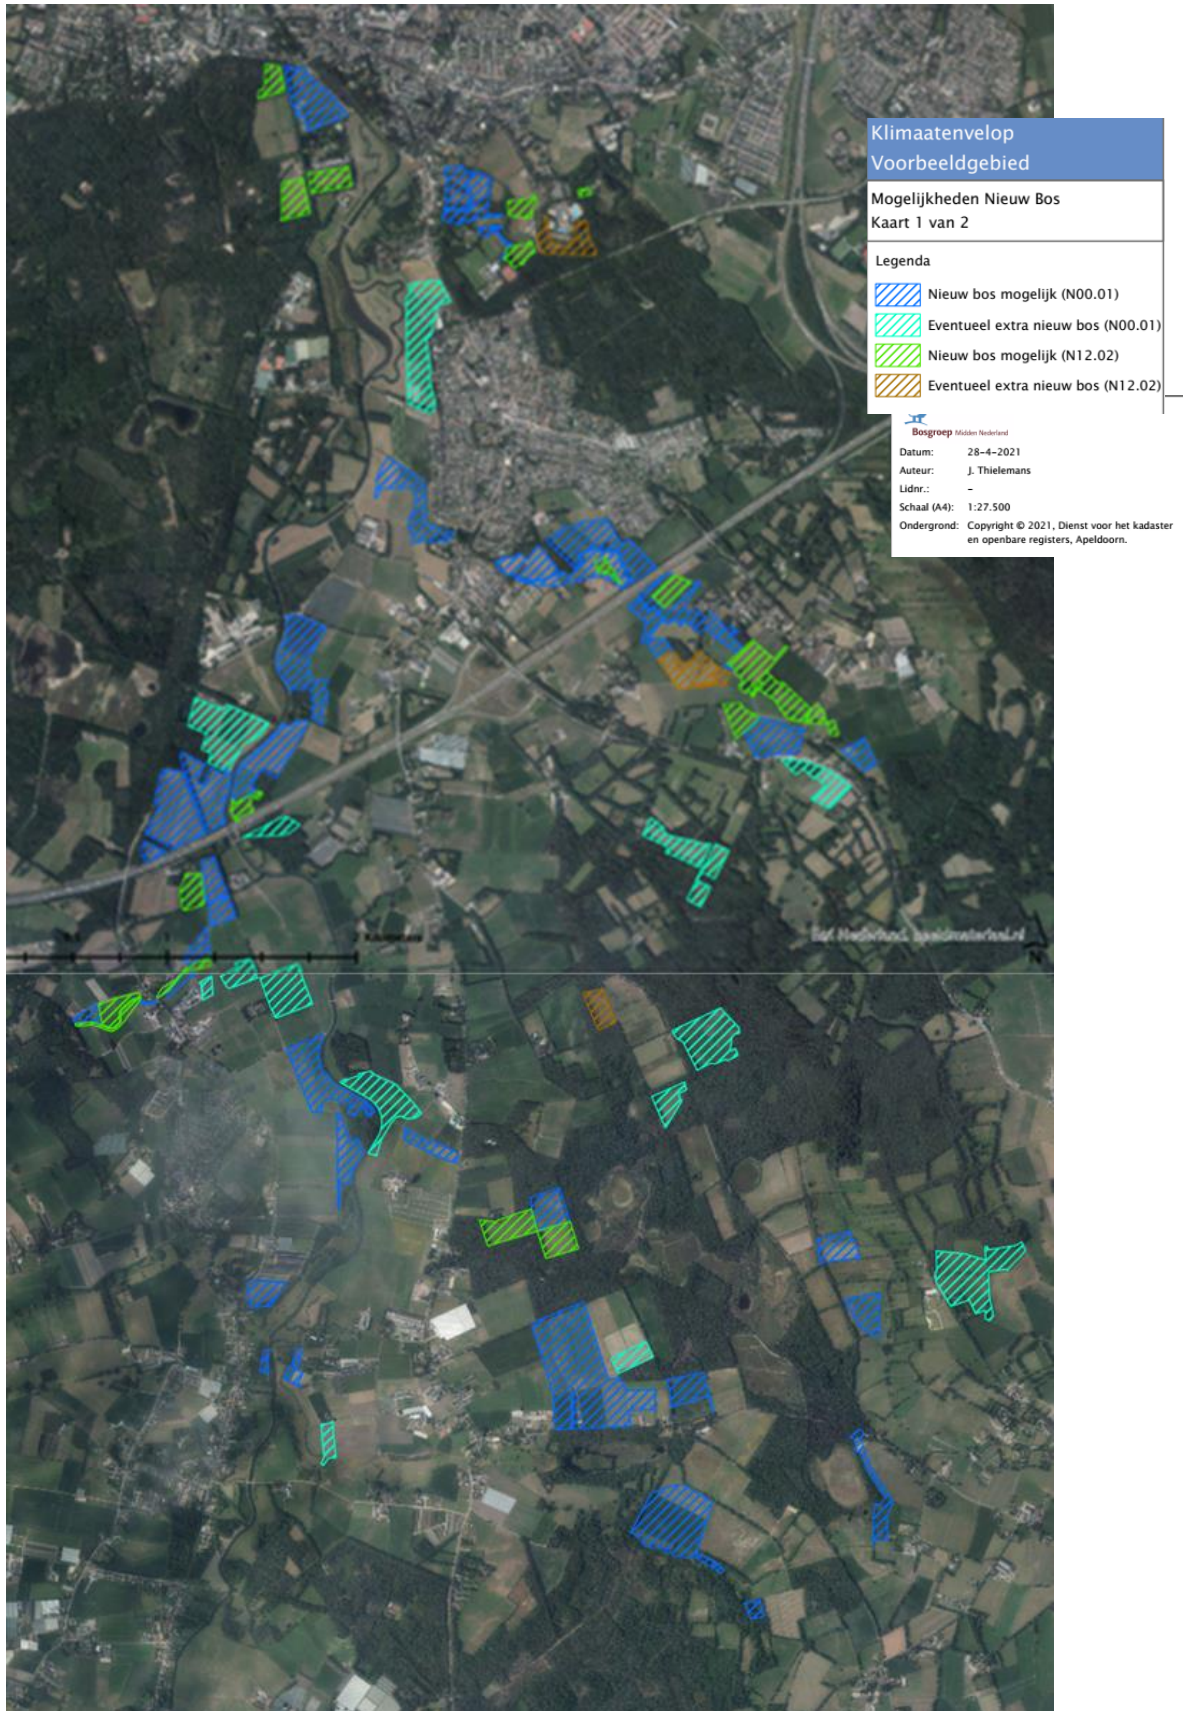 Klimaatenvelop
Voorbeeldgebied
Mogelijkheden Nieuw Bos
Kaart 1 van 2
Legenda
Nieuw bos mogelijk (N00.01)
Eventueel extra nieuw bos (N00.01)
Nieuw bos mogelijk (N12.02)
Eventueel extra nieuw bos (N12.02)
Bosgroep Midden Nederland
Datum: 28-4-2021
Auteur: J. Thielemans
Lidnr.: -
Schaal (A4): 1:27.500
Ondergrond: Copyright © 2021, Dienst voor het kadaster
en openbare registers, Apeldoorn.
N